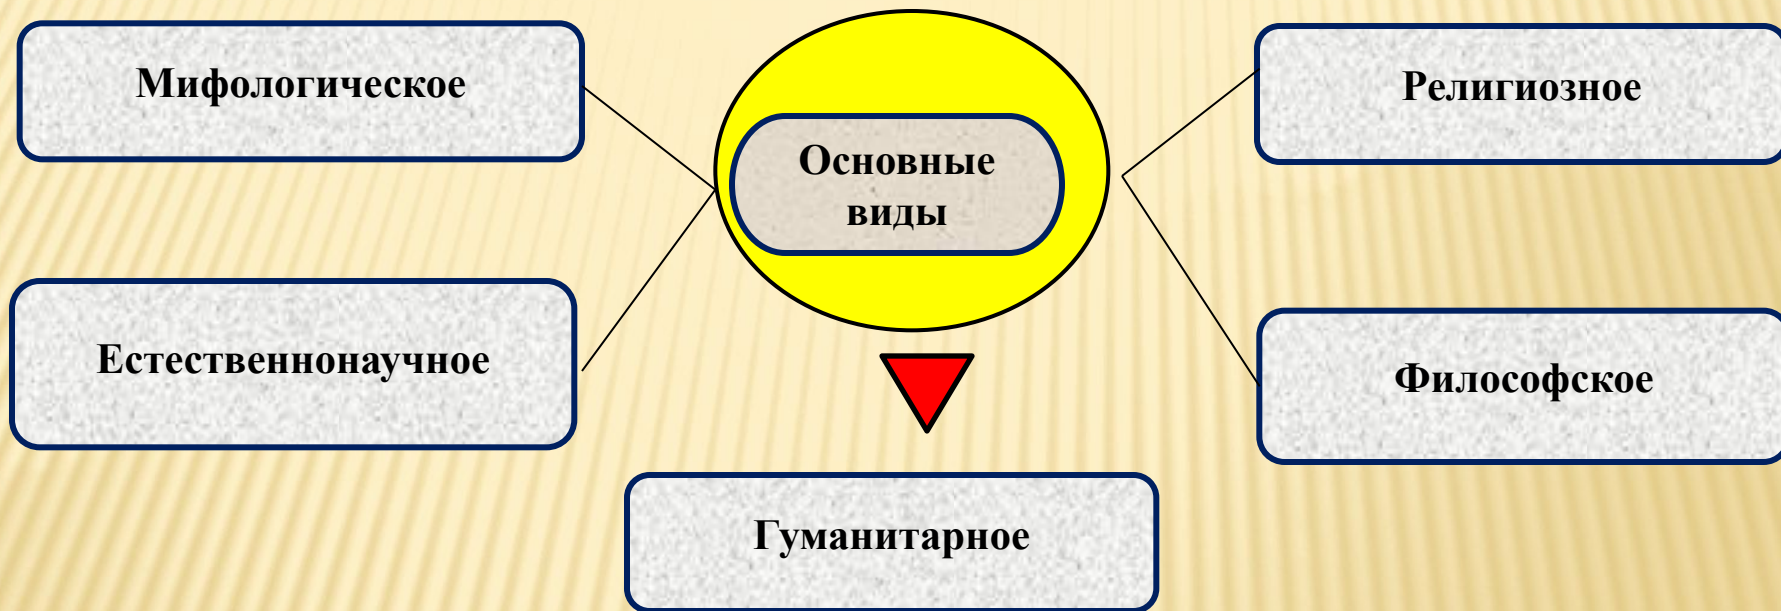 Мифологическое
Основные
виды
Религиозное
Естественнонаучное
Философское
Гуманитарное